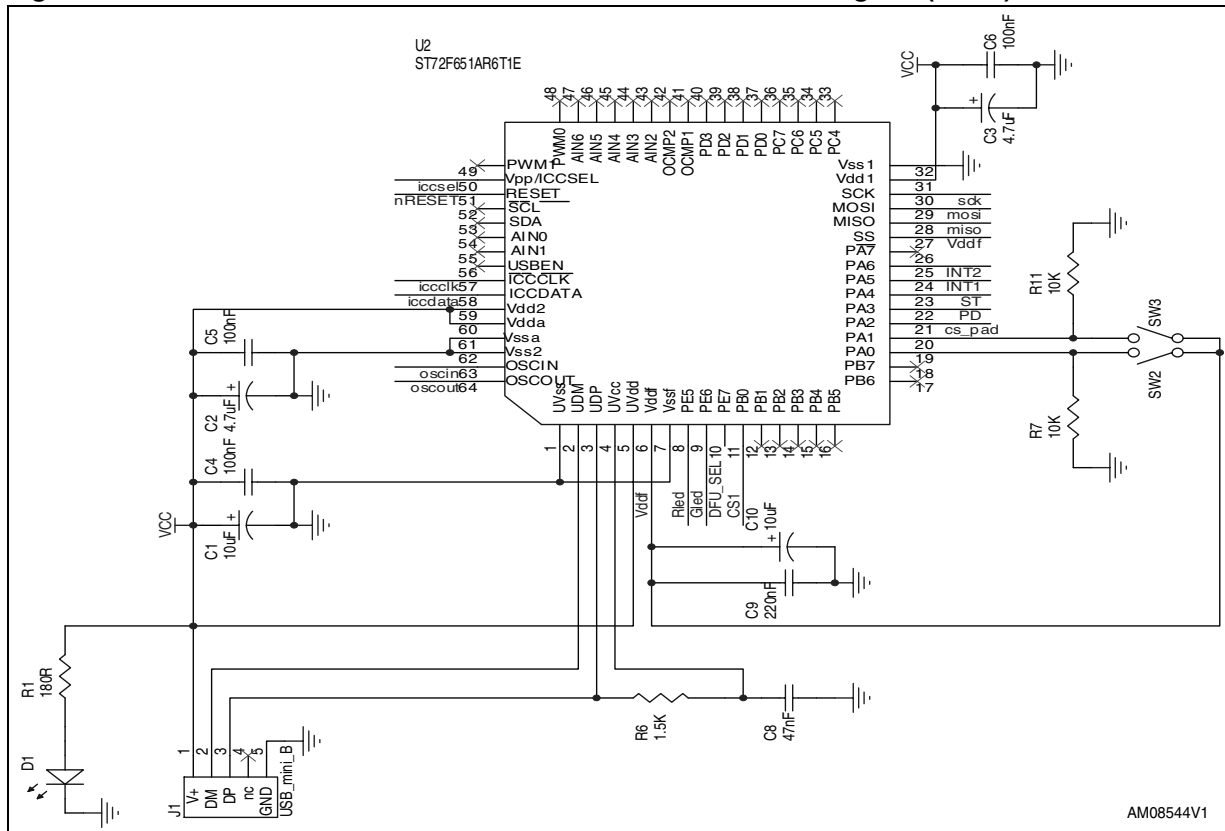 U2
ST72F651AR6T1E
48 47 46 45 44 43 42 41 40 39 38 37 36 35 34 33
PWM0 AIN6 AIN5 AIN4 AIN3 AIN2 OCMP2 OCMP1 PD3 PD2 PD1 PD0 PC7 PC6 PC5 PC4
VCC
C6
100nF
C3
4.7uF
+
49 PWM1
iccsel 50 Vpp/ICCSEL
nRESET 51 RESET
52 SCL
53 SDA
54 AIN0
55 AIN1
56 USBEN
iccclk 57 ICCCLK
iccdata 58 ICCDATA
59 Vdd2
60 Vdda
61 Vssa
62 Vss2
oscin 63 OSCIN
oscout 64 OSCOUT
Vss1 32
Vdd1 31
SCK 30 sdk
MOSI 29 mosi
MISO 28 miso
SS 27 Vddf
PA7 26
PA6 25 INT2
PA5 24 INT1
PA4 23 ST
PA3 22 PD
PA2 21 cs_pad
PA1 20
PA0 19
PB7 18
PB6 17
UVss UDM UDP UVcc UVdd Vddf Vssf PE5 PE6 PE7 PB0 PB1 PB2 PB3 PB4 PB5
1 2 3 4 5 6 7 8 9 10 11 12 13 14 15 16
Vddf
Rled
Gled
DFU_SEL
CS1
C5
100nF
C2
4.7uF
+
C4
100nF
VCC
C1
10uF
+
R11
10K
SW3
SW2
R7
10K
C10
10uF
+
C9
220nF
R1
180R
D1
R6
1.5K
C8
47nF
1 2 3 4 5
V+ DM DP nc GND
J1
USB_mini_B
AM08544V1